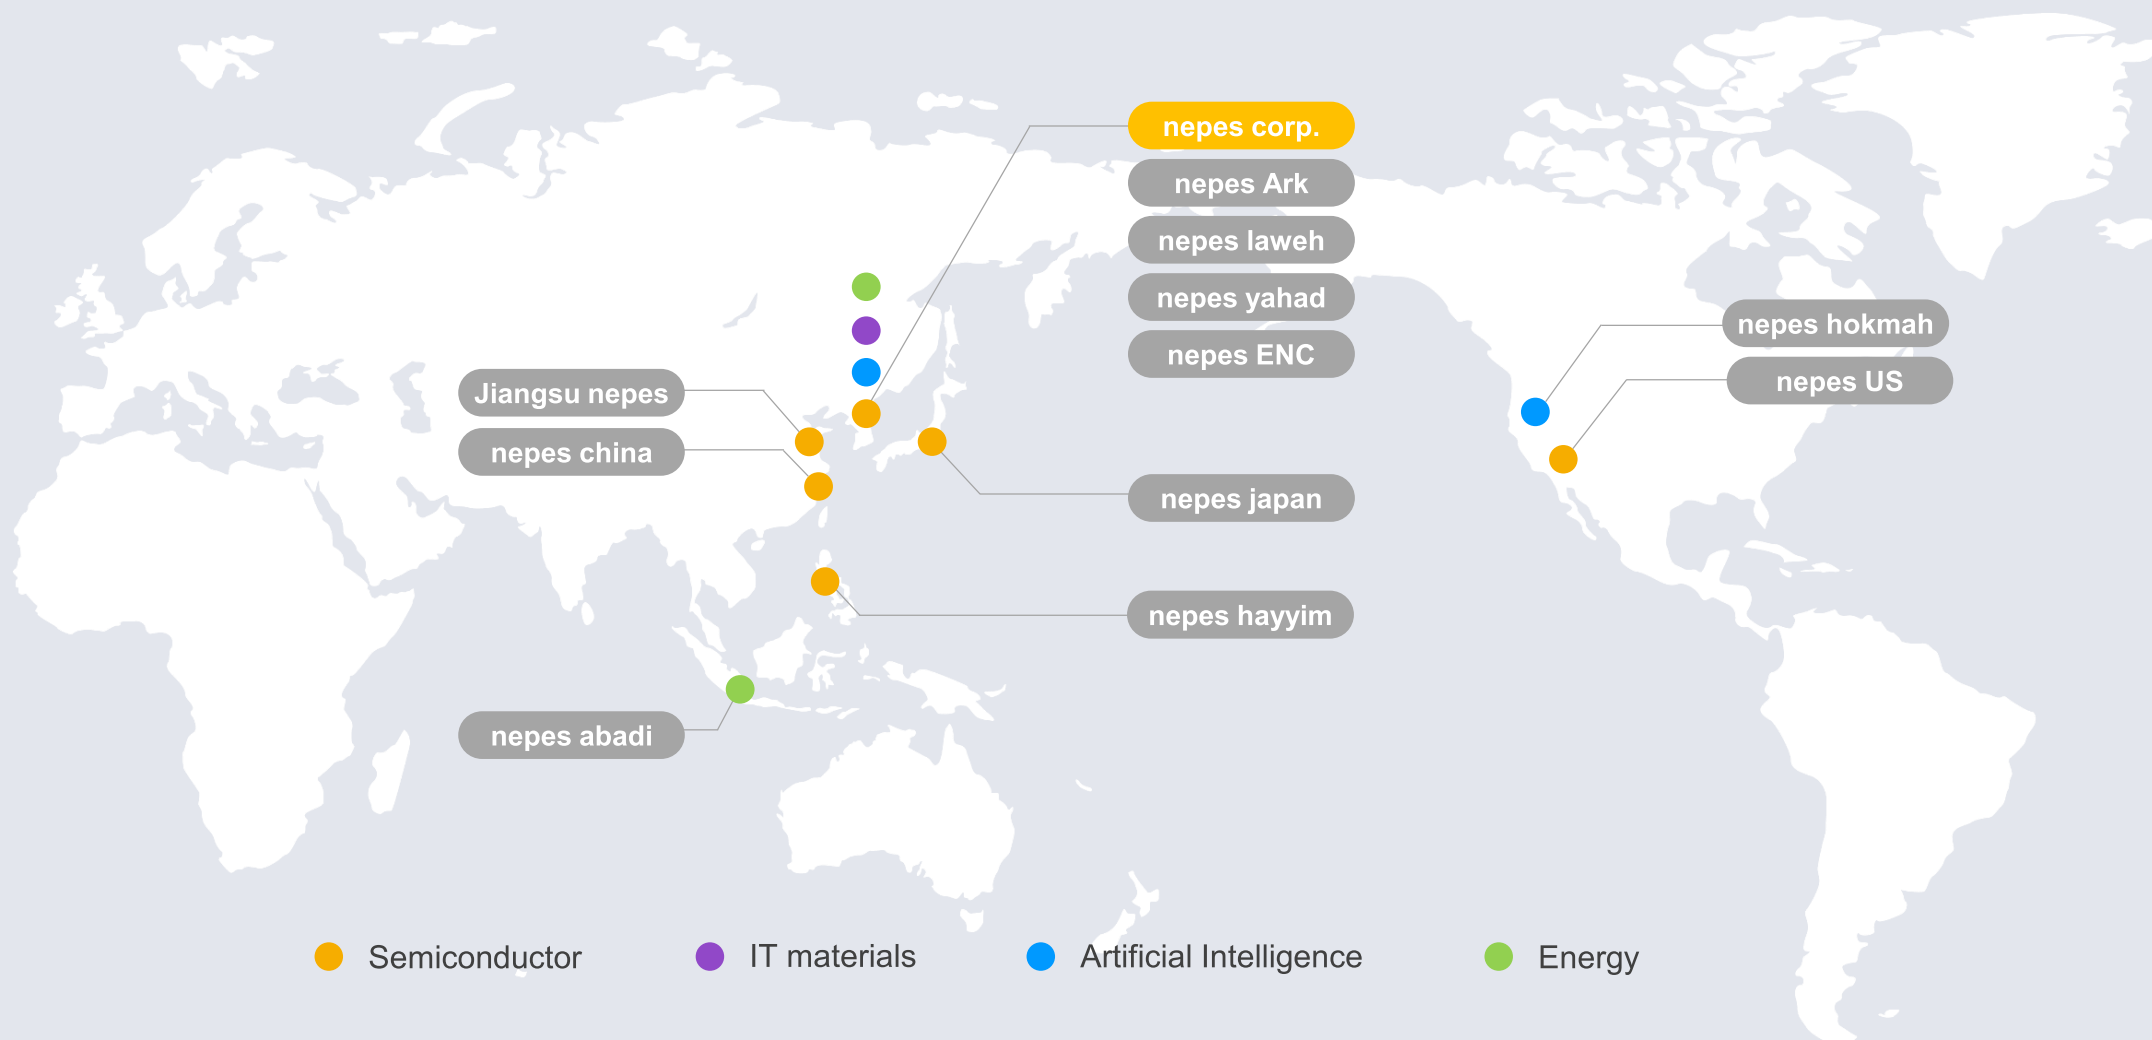 nepes corp.
nepes Ark
nepes laweh
nepes yahad
nepes ENC
nepes hokmah
nepes US
Jiangsu nepes
nepes china
nepes japan
nepes hayyim
nepes abadi
Semiconductor
IT materials
Artificial Intelligence
Energy